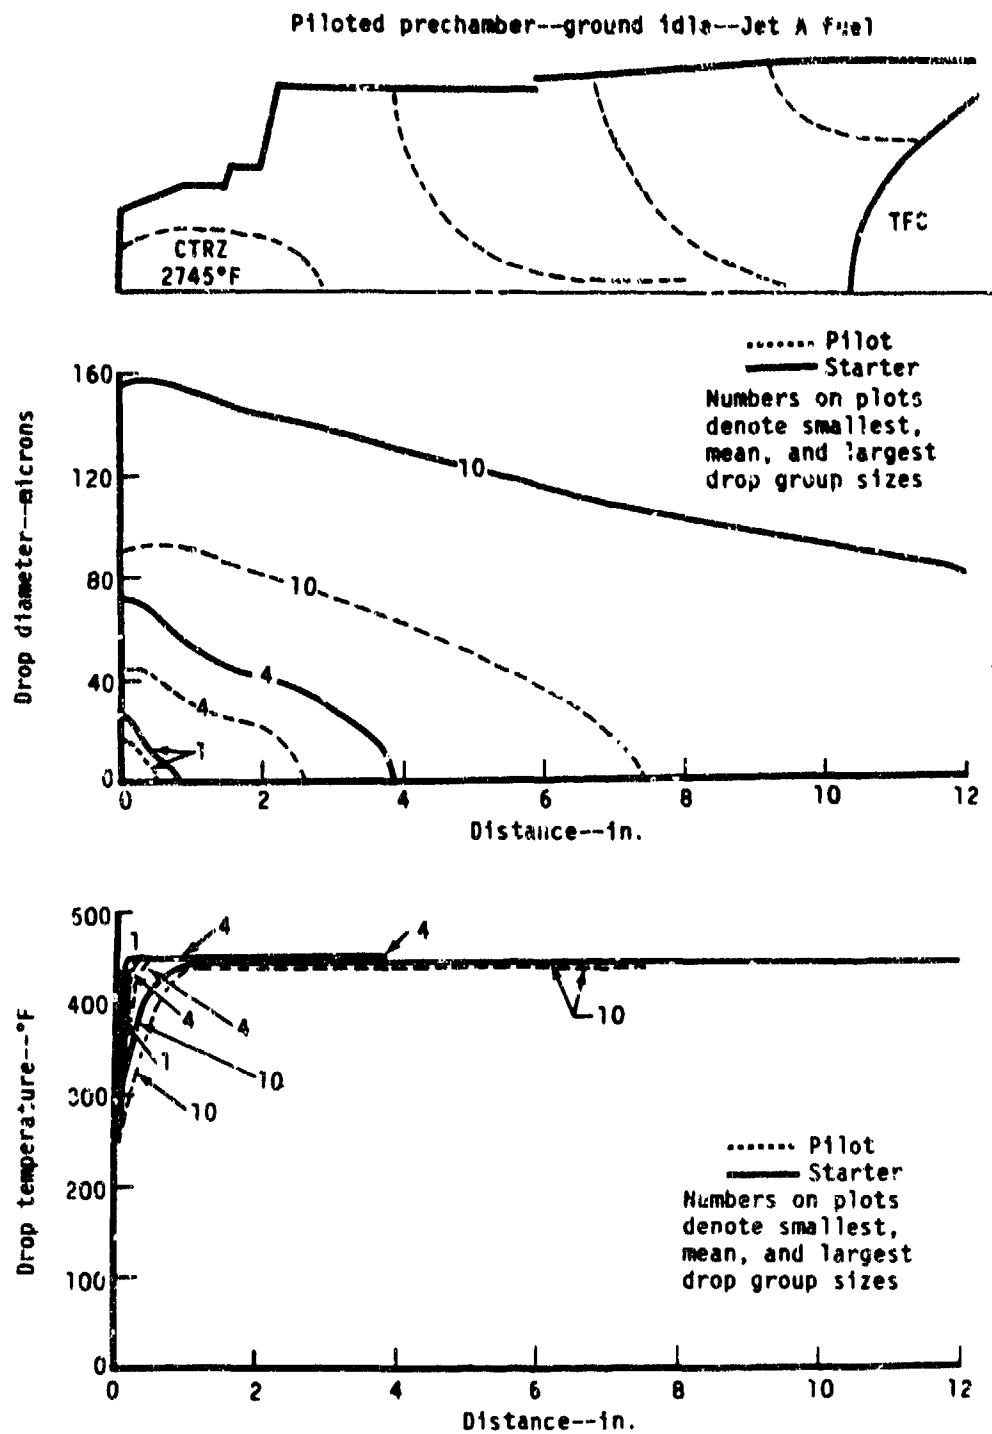 Piloted prechamber--ground idle--Jet A fuel
CTRZ
2745°F
TFC
Pilot
Starter
Numbers on plots
denote smallest,
mean, and largest
drop group sizes
Drop diameter--microns
160
120
80
40
0
10
10
4
4
1
0 2 4 6 8 10 12
Distance--in.
Drop temperature--°F
500
400
300
200
100
0
1
4
4
4
4
1
10
10
10
Pilot
Starter
Numbers on plots
denote smallest,
mean, and largest
drop group sizes
0 2 4 6 8 10 12
Distance--in.